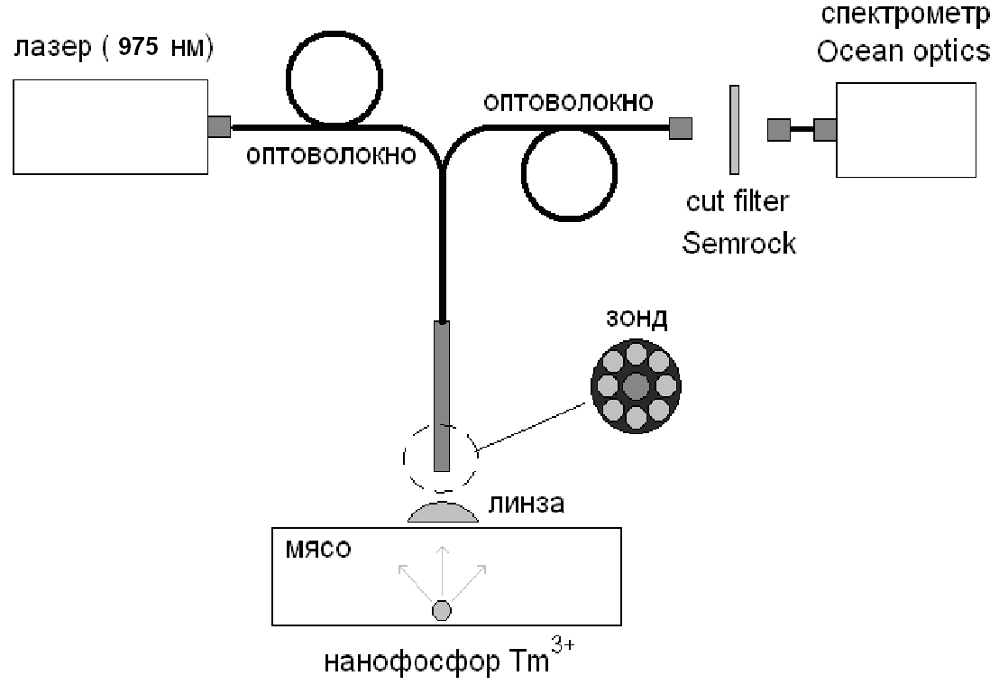 лазер ( 975 нм)
спектрометр
Ocean optics
оптоволокно
оптоволокно
cut filter
Semrock
зонд
линза
мясо
нанофосфор Tm³⁺